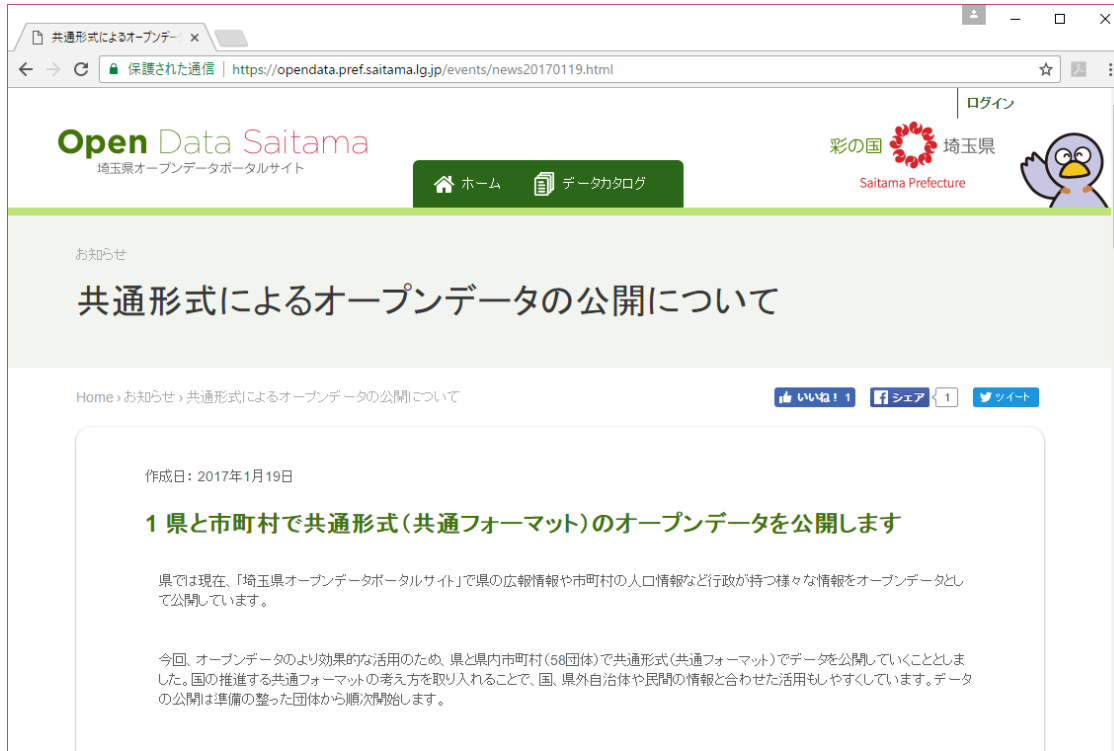 共通形式によるオープンデー
保護された通信 | https://opendata.pref.saitama.lg.jp/events/news20170119.html
ログイン
Open Data Saitama
埼玉県オープンデータポータルサイト
ホーム データカタログ
彩の国 埼玉県
Saitama Prefecture
お知らせ
共通形式によるオープンデータの公開について
Home › お知らせ › 共通形式によるオープンデータの公開について
いいね! 1 シェア 1 ツイート
作成日: 2017年1月19日
1 県と市町村で共通形式(共通フォーマット)のオープンデータを公開します
県では現在、「埼玉県オープンデータポータルサイト」で県の広報情報や市町村の人口情報など行政が持つ様々な情報をオープンデータとし
て公開しています。
今回、オープンデータのより効果的な活用のため、県と県内市町村(58団体)で共通形式(共通フォーマット)でデータを公開していくこととしま
した。国の推進する共通フォーマットの考え方を取り入れることで、国、県外自治体や民間の情報と合わせた活用もしやすくしています。データ
の公開は準備の整った団体から順次開始します。